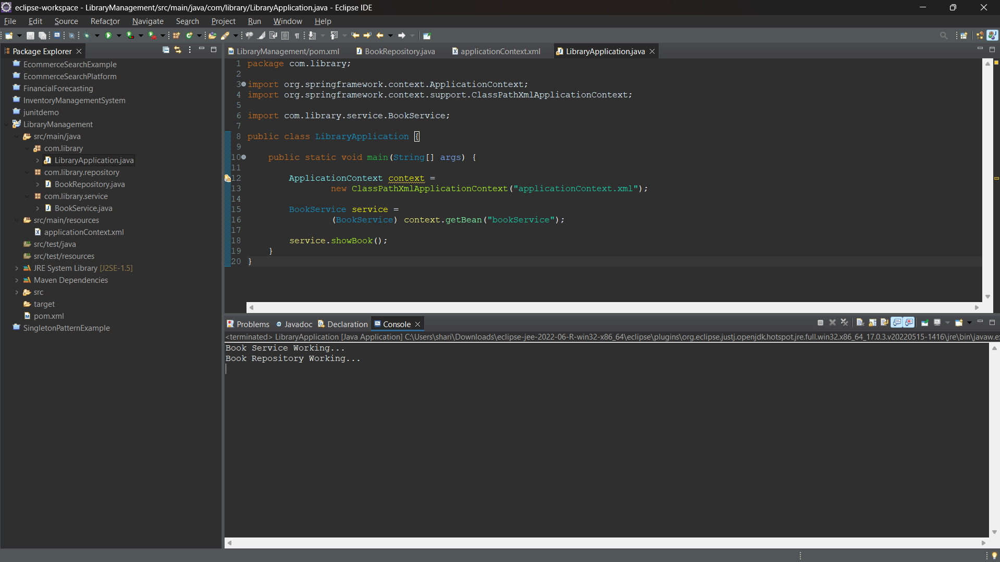 eclipse-workspace - LibraryManagement/src/main/java/com/library/LibraryApplication.java - Eclipse IDE
File Edit Source Refactor Navigate Search Project Run Window Help
Package Explorer
EcommerceSearchExample
EcommerceSearchPlatform
FinancialForecasting
InventoryManagementSystem
junitdemo
LibraryManagement
src/main/java
com.library
LibraryApplication.java
com.library.repository
BookRepository.java
com.library.service
BookService.java
src/main/resources
applicationContext.xml
src/test/java
src/test/resources
JRE System Library [J2SE-1.5]
Maven Dependencies
src
target
pom.xml
SingletonPatternExample
LibraryManagement/pom.xml BookRepository.java applicationContext.xml LibraryApplication.java
1 package com.library;
2
3 import org.springframework.context.ApplicationContext;
4 import org.springframework.context.support.ClassPathXmlApplicationContext;
5
6 import com.library.service.BookService;
7
8 public class LibraryApplication {
9
10 public static void main(String[] args) {
11
12 ApplicationContext context =
13 new ClassPathXmlApplicationContext("applicationContext.xml");
14
15 BookService service =
16 (BookService) context.getBean("bookService");
17
18 service.showBook();
19 }
20 }
Problems Javadoc Declaration Console
<terminated> LibraryApplication [Java Application] C:\Users\shari\Downloads\eclipse-jee-2022-06-R-win32-x86_64\eclipse\plugins\org.eclipse.justj.openjdk.hotspot.jre.full.win32.x86_64_17.0.3.v20220515-1416\jre\bin\javaw.e
Book Service Working...
Book Repository Working...